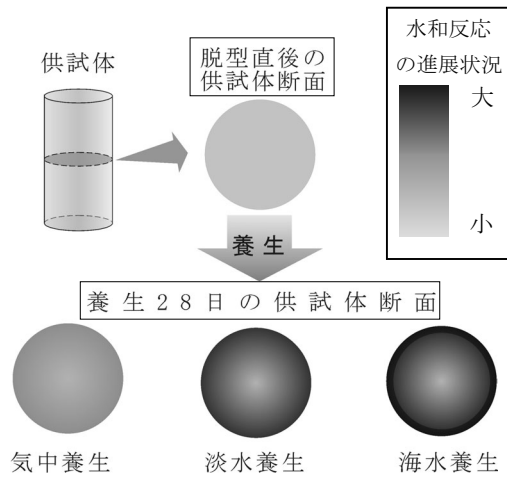 供試体
脱型直後の
供試体断面
水和反応
の進展状況
大
小
養生
養生28日の供試体断面
気中養生
淡水養生
海水養生